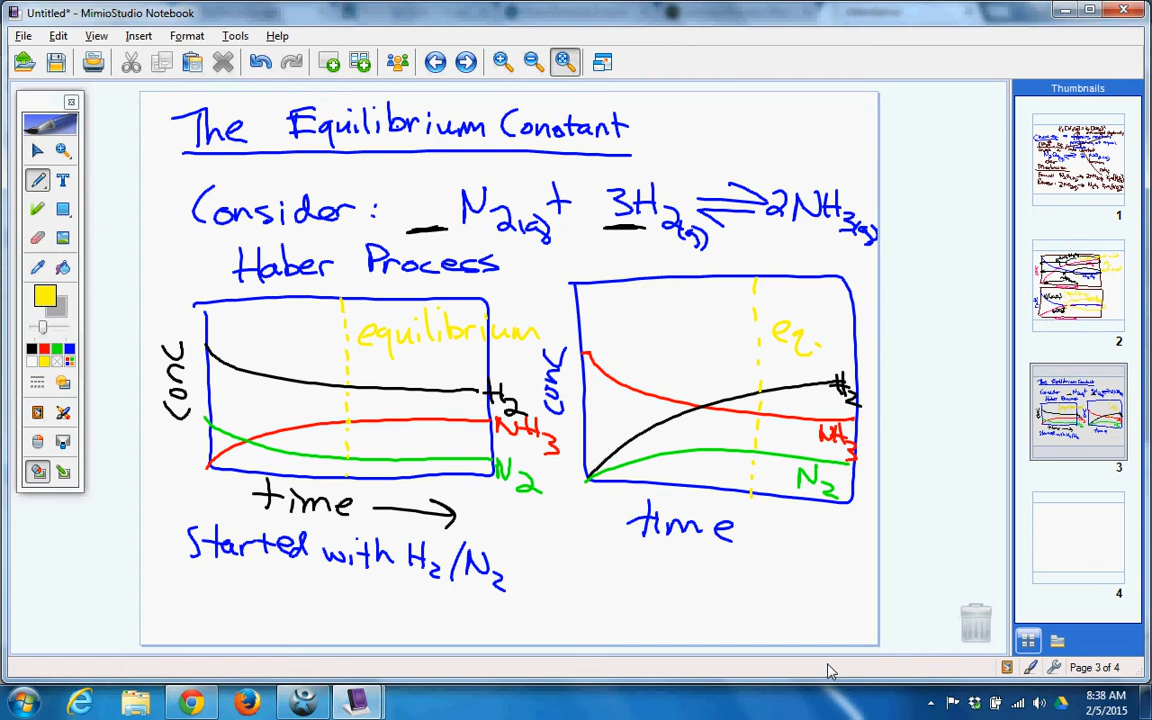 Untitled* - MimioStudio Notebook
File Edit View Insert Format Tools Help
Thumbnails
The Equilibrium Constant
Consider: _ N2(g) + 3H2(g) ⇌ 2NH3(g)
Haber Process
equilibrium
conc
H2
NH3
N2
time →
Started with H2/N2
eq.
conc
H2
NH3
N2
time
1
2
3
4
Page 3 of 4
8:38 AM
2/5/2015